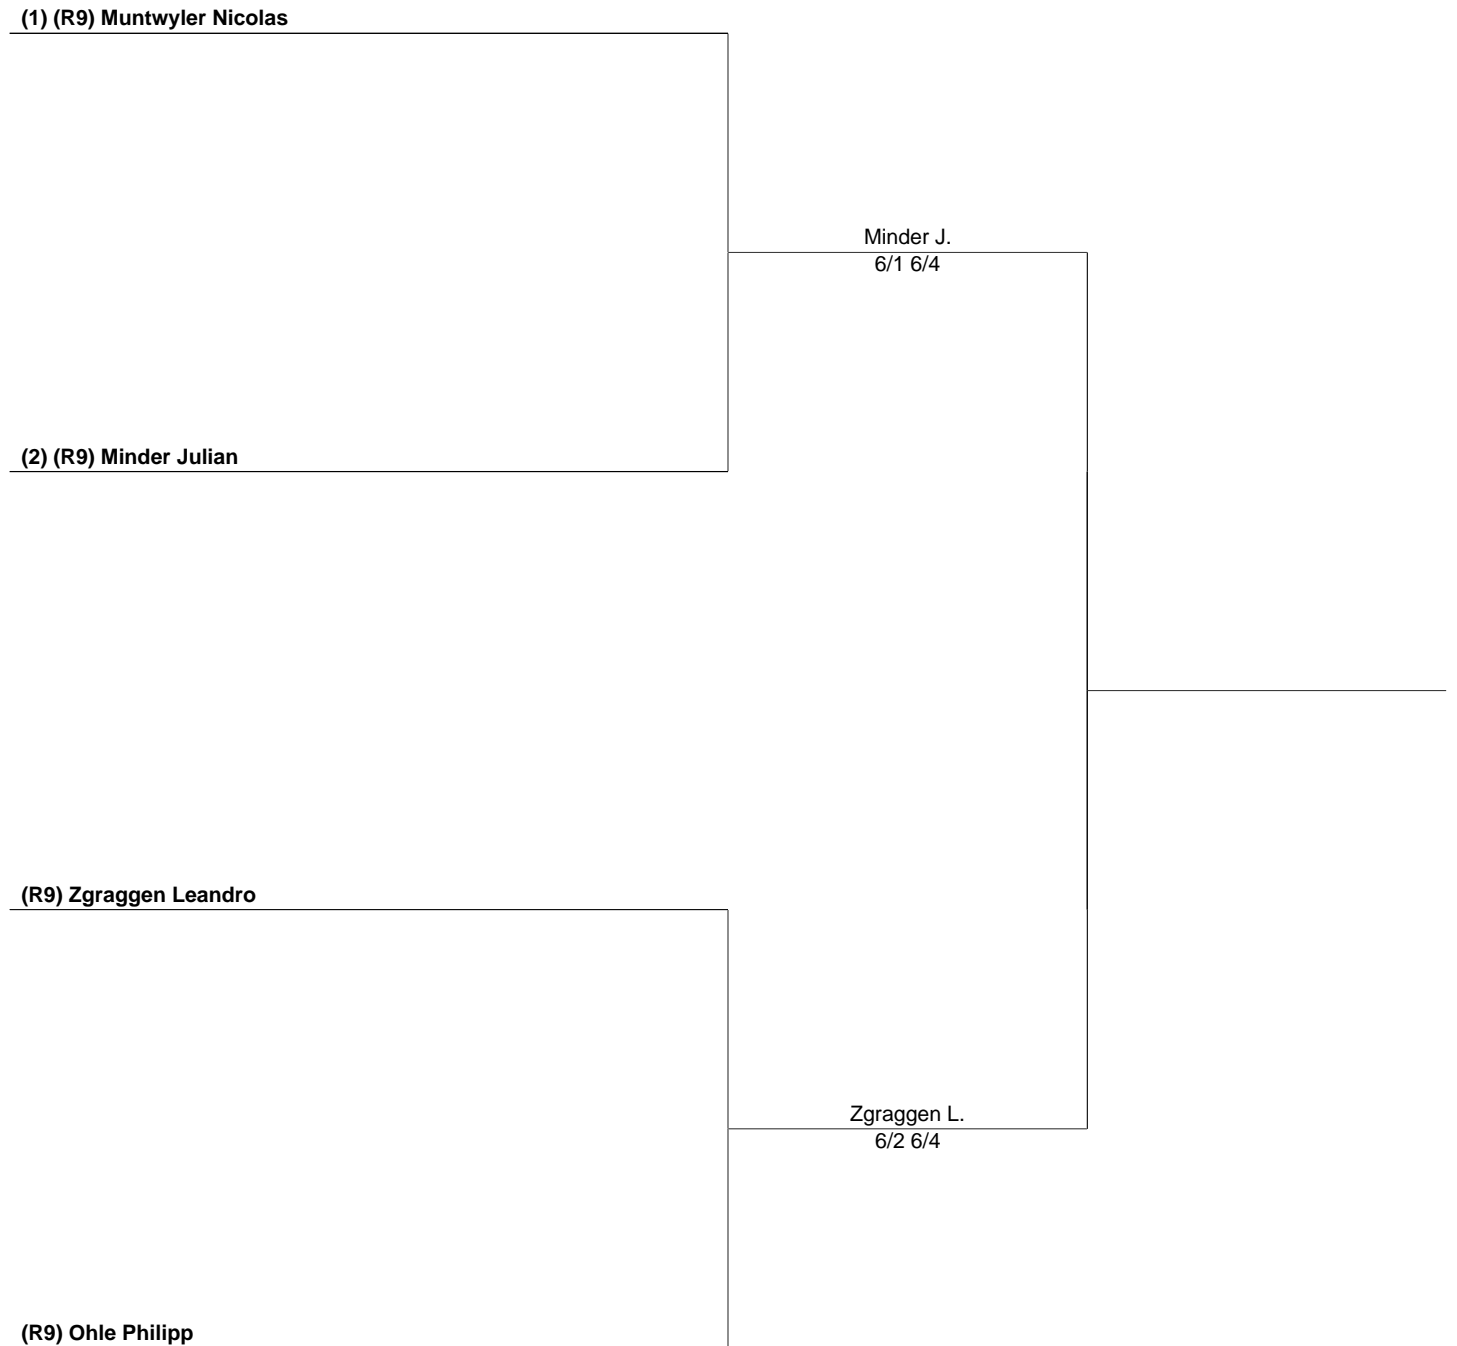 (1) (R9) Muntwyler Nicolas
Minder J.
6/1 6/4
(2) (R9) Minder Julian
(R9) Zgraggen Leandro
Zgraggen L.
6/2 6/4
(R9) Ohle Philipp